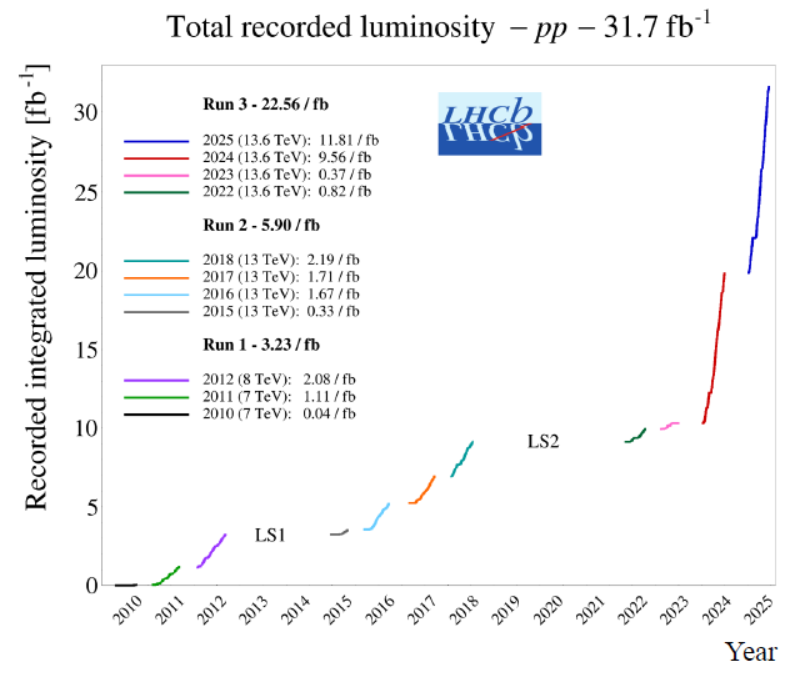 Total recorded luminosity − pp − 31.7 fb⁻¹
Recorded integrated luminosity [fb⁻¹]
30
25
20
15
10
5
0
Run 3 - 22.56 / fb
2025 (13.6 TeV): 11.81 / fb
2024 (13.6 TeV): 9.56 / fb
2023 (13.6 TeV): 0.37 / fb
2022 (13.6 TeV): 0.82 / fb
Run 2 - 5.90 / fb
2018 (13 TeV): 2.19 / fb
2017 (13 TeV): 1.71 / fb
2016 (13 TeV): 1.67 / fb
2015 (13 TeV): 0.33 / fb
Run 1 - 3.23 / fb
2012 (8 TeV): 2.08 / fb
2011 (7 TeV): 1.11 / fb
2010 (7 TeV): 0.04 / fb
LHCb
LHCb
LS2
LS1
2010 2011 2012 2013 2014 2015 2016 2017 2018 2019 2020 2021 2022 2023 2024 2025
Year